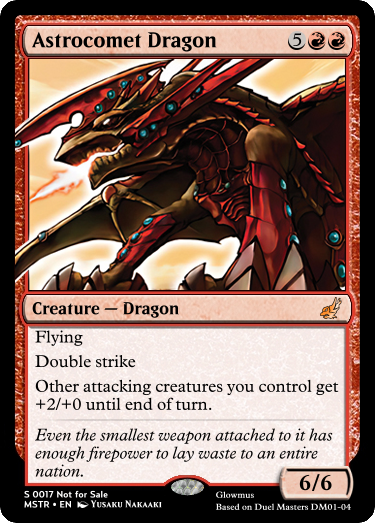 Astrocomet Dragon 5
Creature — Dragon
Flying
Double strike
Other attacking creatures you control get
+2/+0 until end of turn.
Even the smallest weapon attached to it has
enough firepower to lay waste to an entire
nation.
6/6
S 0017 Not for Sale
MSTR • EN Yusaku Nakaaki
Glowmus
Based on Duel Masters DM01-04